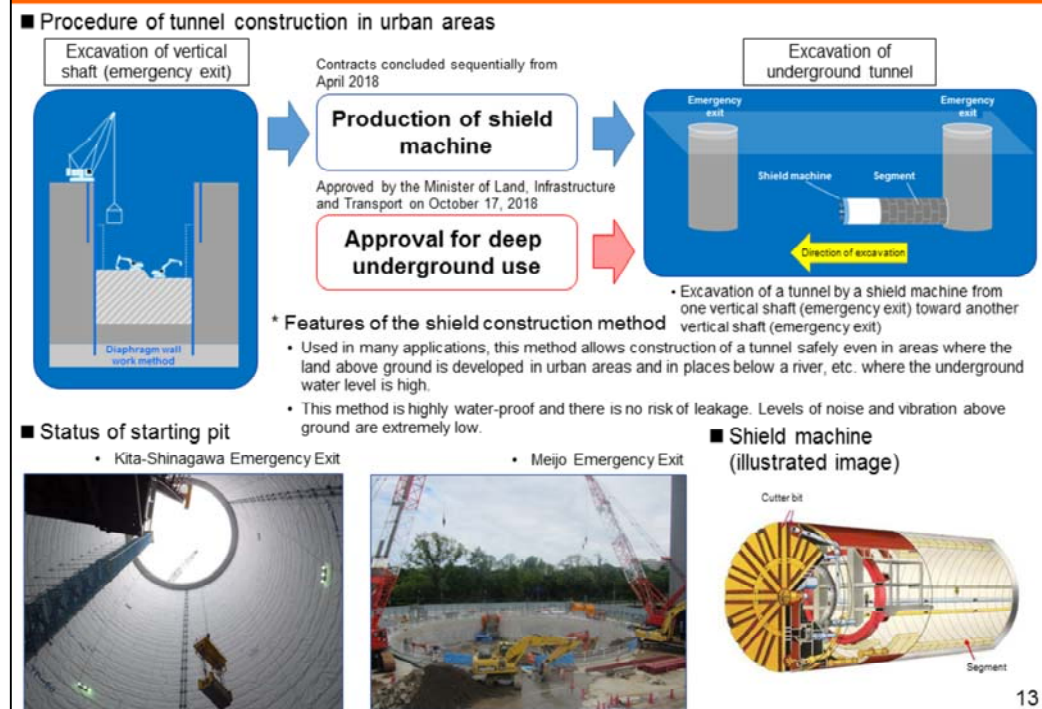 ■ Procedure of tunnel construction in urban areas
Excavation of vertical
shaft (emergency exit)
Diaphragm wall
work method
Contracts concluded sequentially from
April 2018
Production of shield
machine
Approved by the Minister of Land, Infrastructure
and Transport on October 17, 2018
Approval for deep
underground use
Excavation of
underground tunnel
Emergency
exit
Emergency
exit
Shield machine
Segment
Direction of excavation
• Excavation of a tunnel by a shield machine from
one vertical shaft (emergency exit) toward another
vertical shaft (emergency exit)
* Features of the shield construction method
• Used in many applications, this method allows construction of a tunnel safely even in areas where the
land above ground is developed in urban areas and in places below a river, etc. where the underground
water level is high.
• This method is highly water-proof and there is no risk of leakage. Levels of noise and vibration above
ground are extremely low.
■ Status of starting pit
• Kita-Shinagawa Emergency Exit
• Meijo Emergency Exit
■ Shield machine
(illustrated image)
Cutter bit
Segment
13